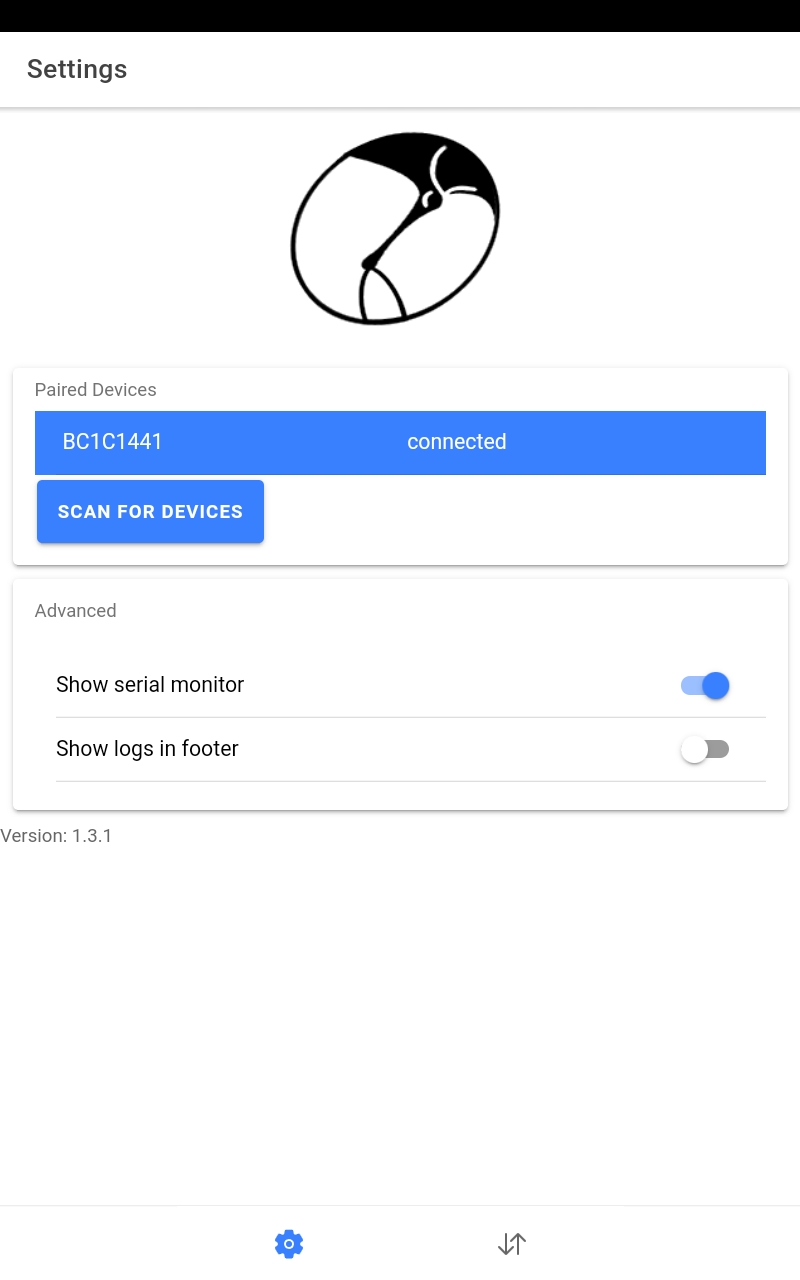 Settings
Paired Devices
BC1C1441 connected
SCAN FOR DEVICES
Advanced
Show serial monitor
Show logs in footer
Version: 1.3.1